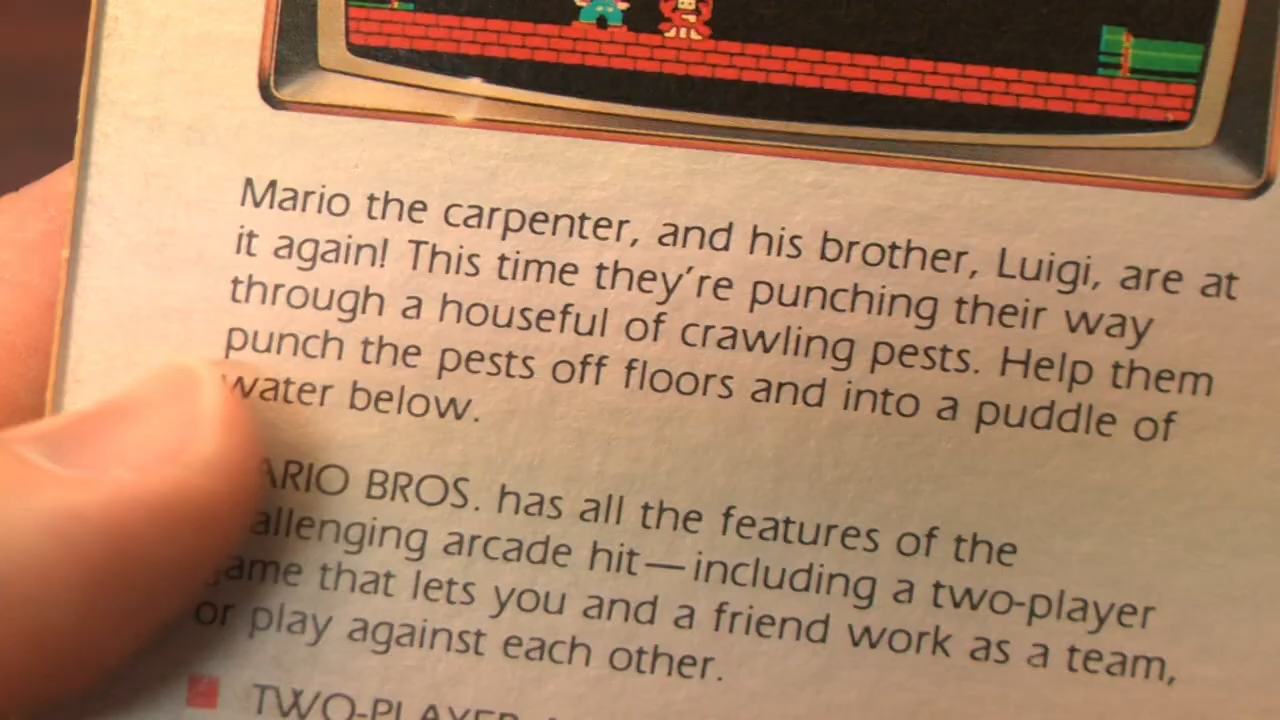 Mario the carpenter, and his brother, Luigi, are at
it again! This time they're punching their way
through a houseful of crawling pests. Help them
punch the pests off floors and into a puddle of
water below.
ARIO BROS. has all the features of the
allenging arcade hit—including a two-player
game that lets you and a friend work as a team,
or play against each other.
TWO-PLAYER